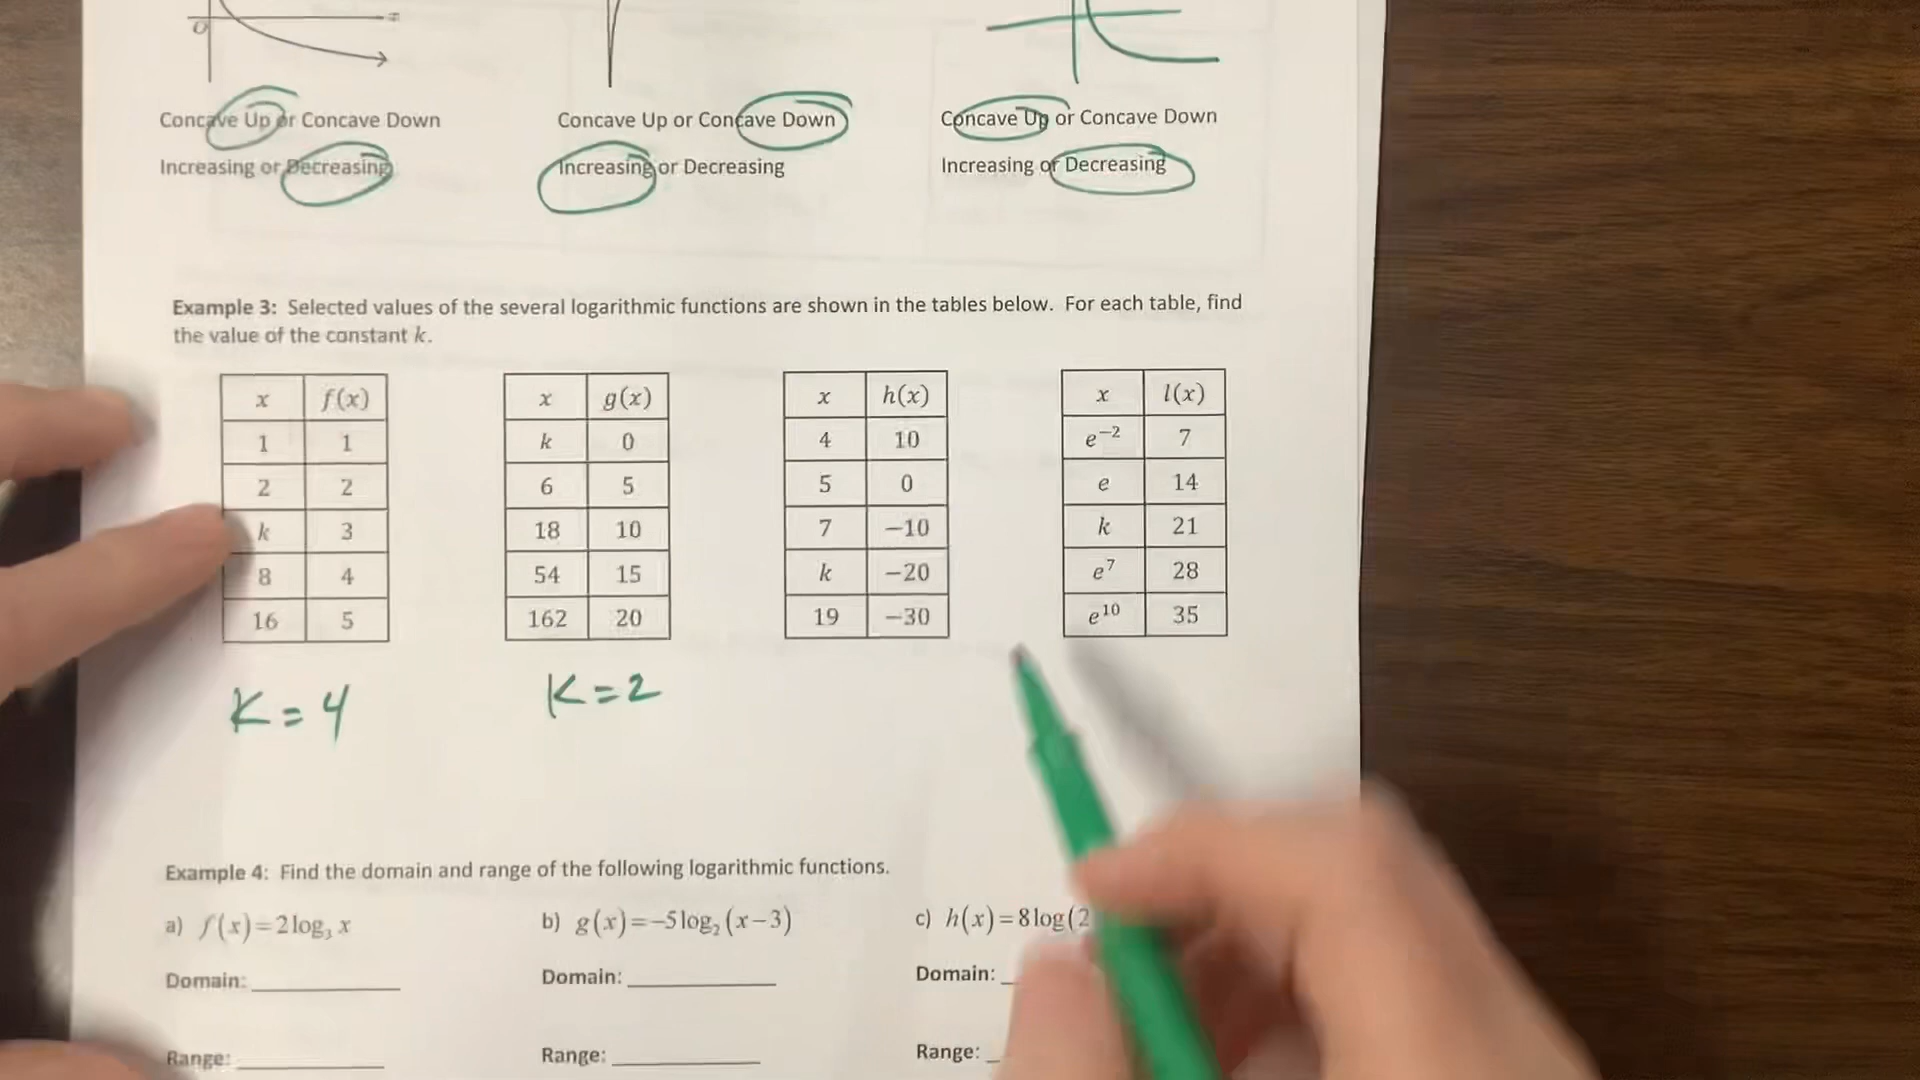 O x
Concave Up or Concave Down Concave Up or Concave Down Concave Up or Concave Down
Increasing or Decreasing Increasing or Decreasing Increasing or Decreasing
Example 3: Selected values of the several logarithmic functions are shown in the tables below. For each table, find
the value of the constant k.
x f(x)
1 1
2 2
k 3
8 4
16 5
K = 4
x g(x)
k 0
6 5
18 10
54 15
162 20
K = 2
x h(x)
4 10
5 0
7 −10
k −20
19 −30
x l(x)
e⁻² 7
e 14
k 21
e⁷ 28
e¹⁰ 35
Example 4: Find the domain and range of the following logarithmic functions.
a) f(x)=2log₃ x b) g(x)=−5log₂(x−3) c) h(x)=8log(2
Domain: Domain: Domain:
Range: Range: Range: